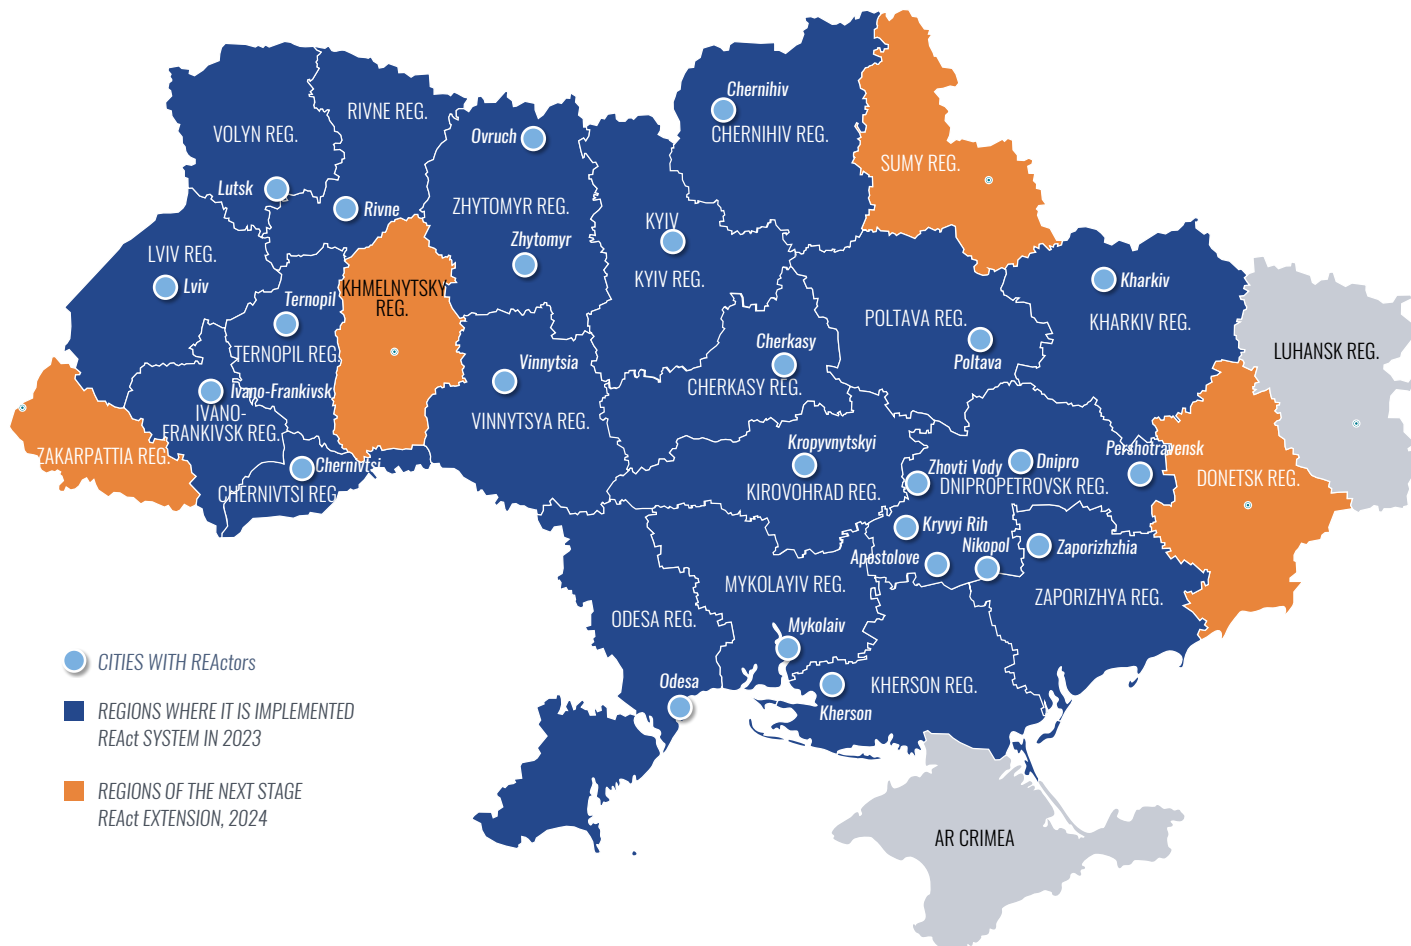 Chernihiv
CHERNIHIV REG.
RIVNE REG.
VOLYN REG.
Ovruch
SUMY REG.
Lutsk
Rivne
ZHYTOMYR REG.
Zhytomyr
KYIV
KYIV REG.
LVIV REG.
Lviv
Ternopil
TERNOPIL REG.
KHMELNYTSKY
REG.
Kharkiv
KHARKIV REG.
POLTAVA REG.
Poltava
LUHANSK REG.
Cherkasy
CHERKASY REG.
Vinnytsia
VINNYTSYA REG.
Ivano-Frankivsk
IVANO-
FRANKIVSK REG.
ZAKARPATTIA REG.
Chernivtsi
CHERNIVTSI REG.
Kropyvnytskyi
KIROVOHRAD REG.
Zhovti Vody
Dnipro
DNIPROPETROVSK REG.
Pershotravensk
DONETSK REG.
Kryvyi Rih
Nikopol
Apostolove
Zaporizhzhia
ZAPORIZHYA REG.
MYKOLAYIV REG.
Mykolaiv
ODESA REG.
Odesa
KHERSON REG.
Kherson
AR CRIMEA
CITIES WITH REActors
REGIONS WHERE IT IS IMPLEMENTED
REAct SYSTEM IN 2023
REGIONS OF THE NEXT STAGE
REAct EXTENSION, 2024